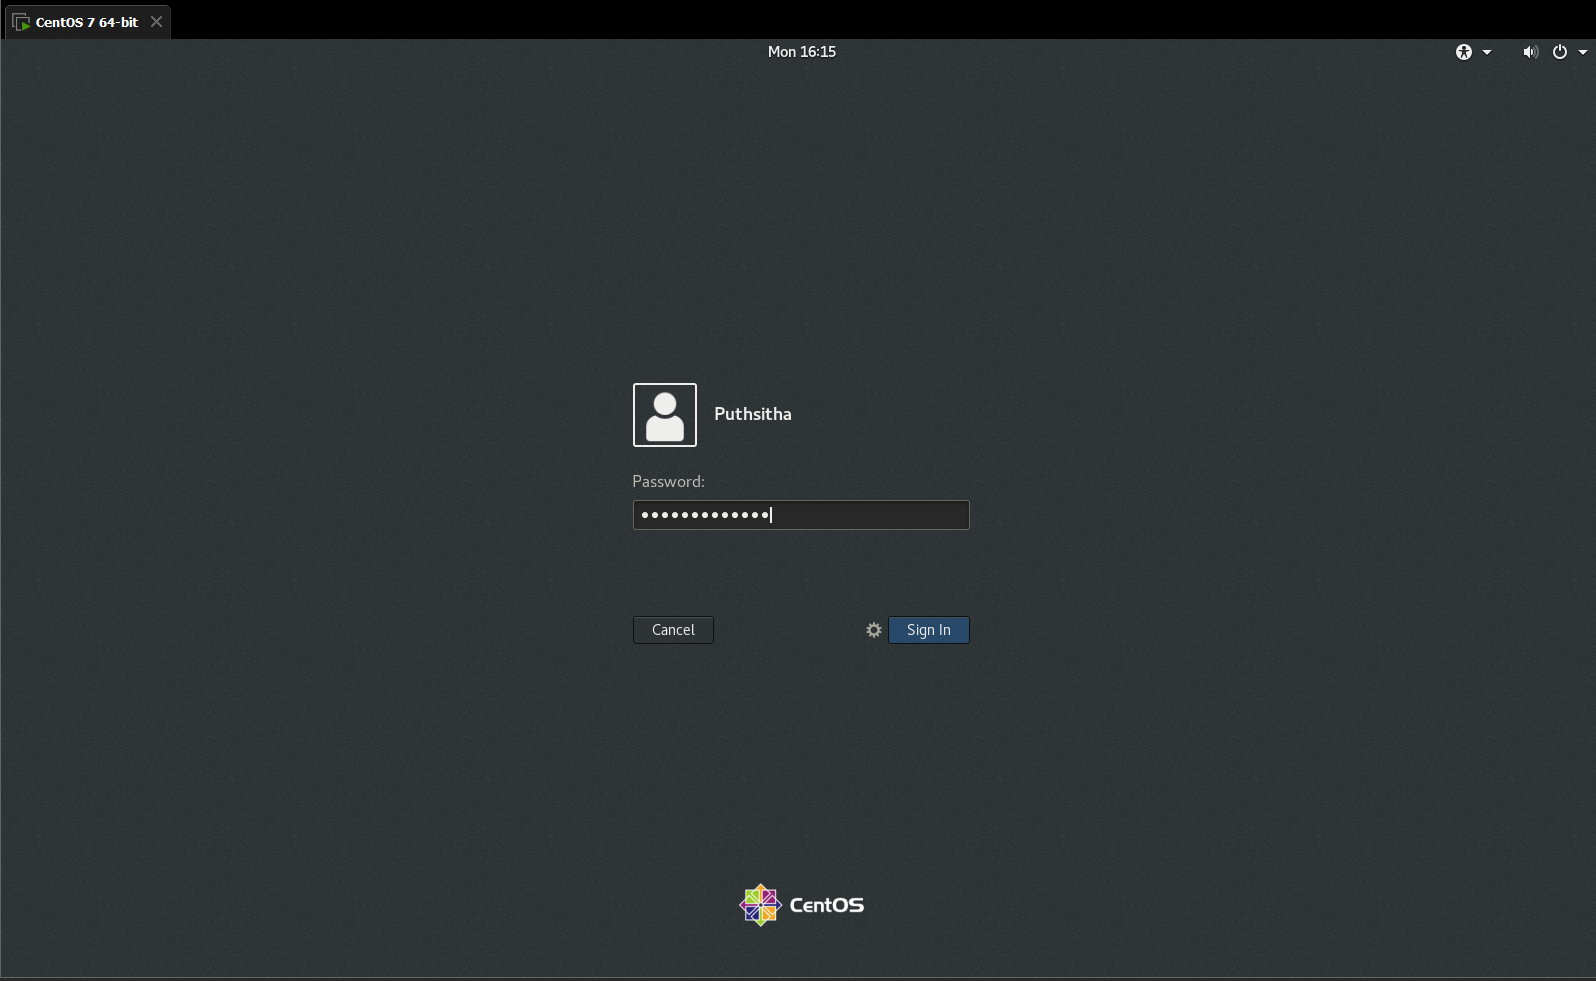 CentOS 7 64-bit
Mon 16:15
Puthsitha
Password:
•••••••••••••
Cancel
Sign In
CentOS